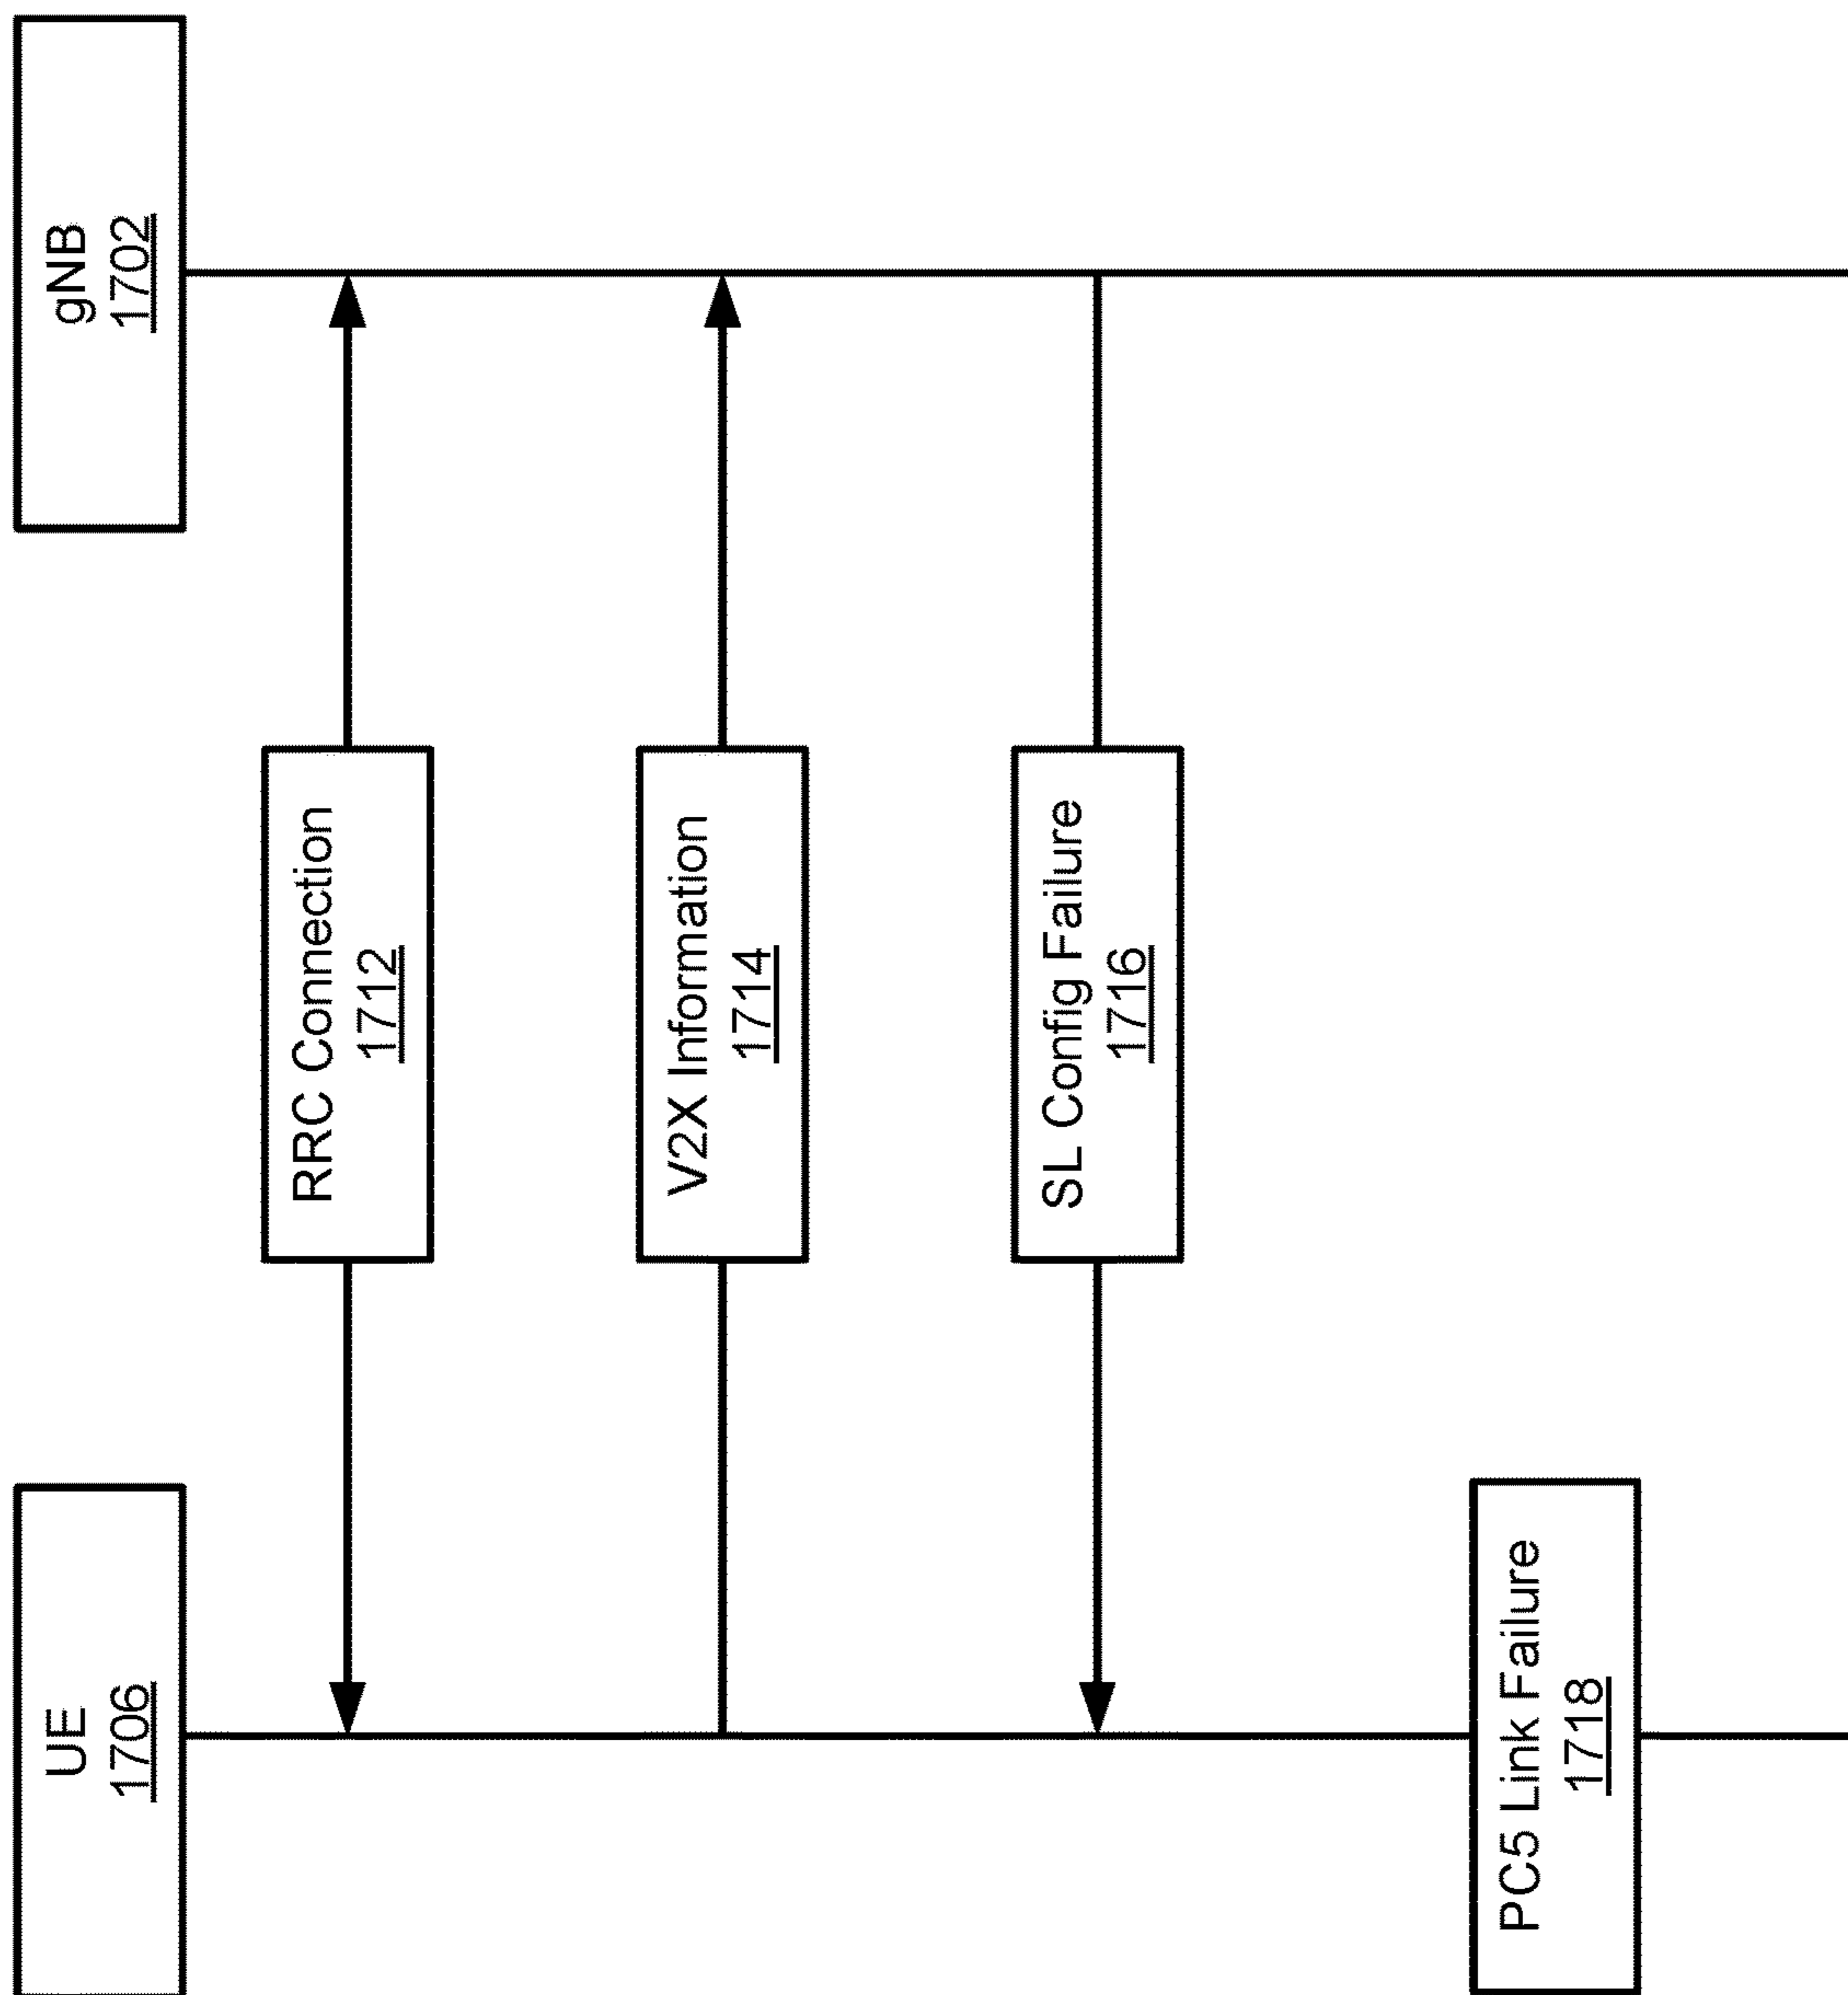 UE
1706
gNB
1702
RRC Connection
1712
V2X Information
1714
SL Config Failure
1716
PC5 Link Failure
1718